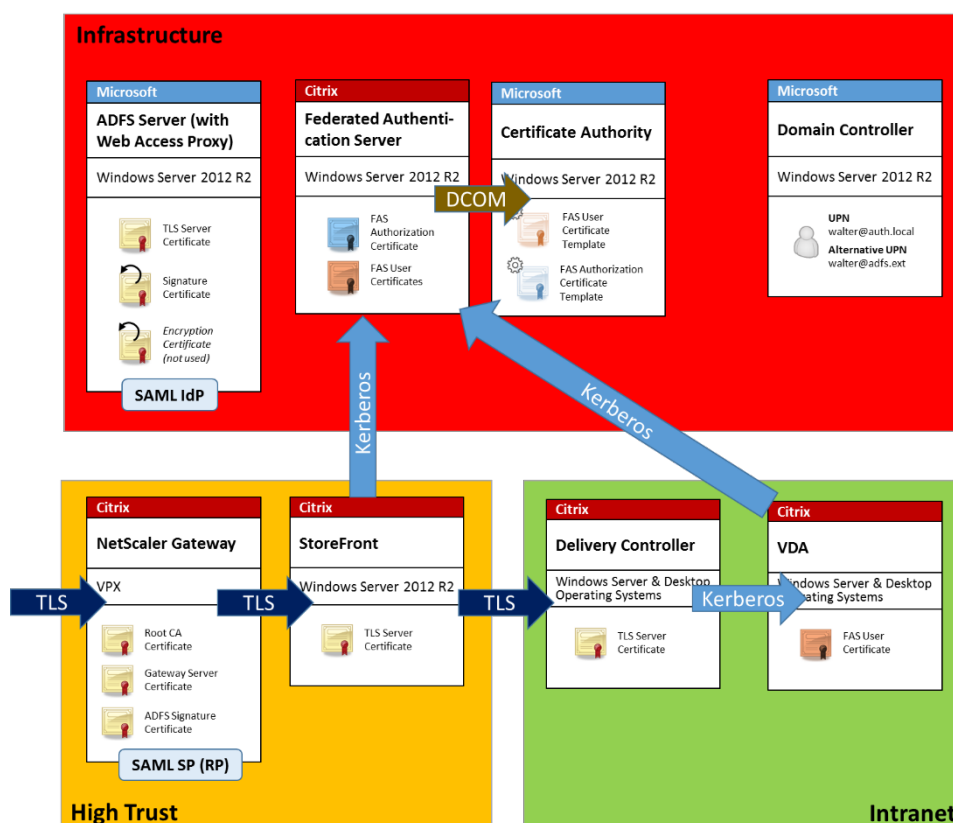 Infrastructure
Microsoft
ADFS Server (with
Web Access Proxy)
Windows Server 2012 R2
TLS Server
Certificate
Signature
Certificate
Encryption
Certificate
(not used)
SAML IdP
Citrix
Federated Authenti-
cation Server
Windows Server 2012 R2
FAS
Authorization
Certificate
FAS User
Certificates
DCOM
Microsoft
Certificate Authority
Windows Server 2012 R2
FAS User
Certificate
Template
FAS Authorization
Certificate
Template
Microsoft
Domain Controller
Windows Server 2012 R2
UPN
walter@auth.local
Alternative UPN
walter@adfs.ext
Kerberos
Kerberos
Citrix
NetScaler Gateway
VPX
TLS
Root CA
Certificate
Gateway Server
Certificate
ADFS Signature
Certificate
SAML SP (RP)
TLS
Citrix
StoreFront
Windows Server 2012 R2
TLS Server
Certificate
High Trust
TLS
Citrix
Delivery Controller
Windows Server & Desktop
Operating Systems
TLS Server
Certificate
Kerberos
Citrix
VDA
Windows Server & Desktop
Operating Systems
FAS User
Certificate
Intranet